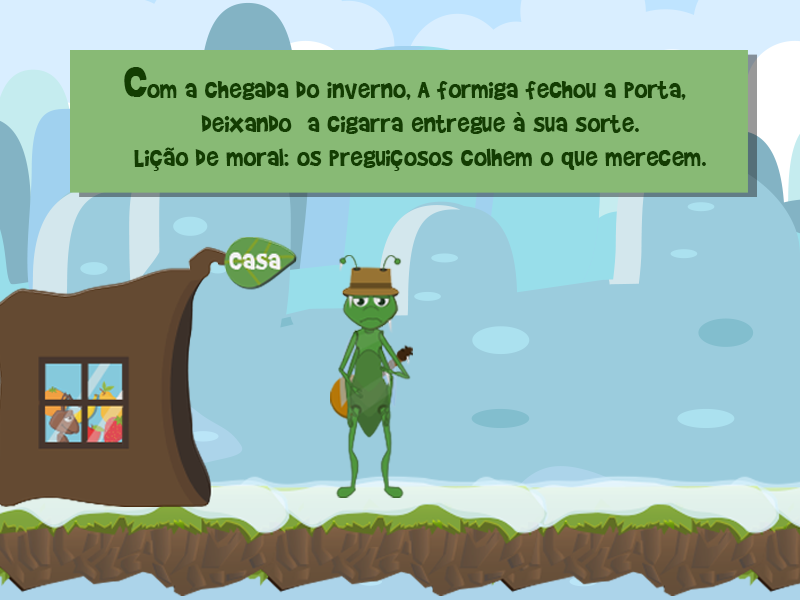 Com a chegada do inverno, A formiga fechou a porta,
deixando a cigarra entregue à sua sorte.
Lição de moral: os preguiçosos colhem o que merecem.
casa